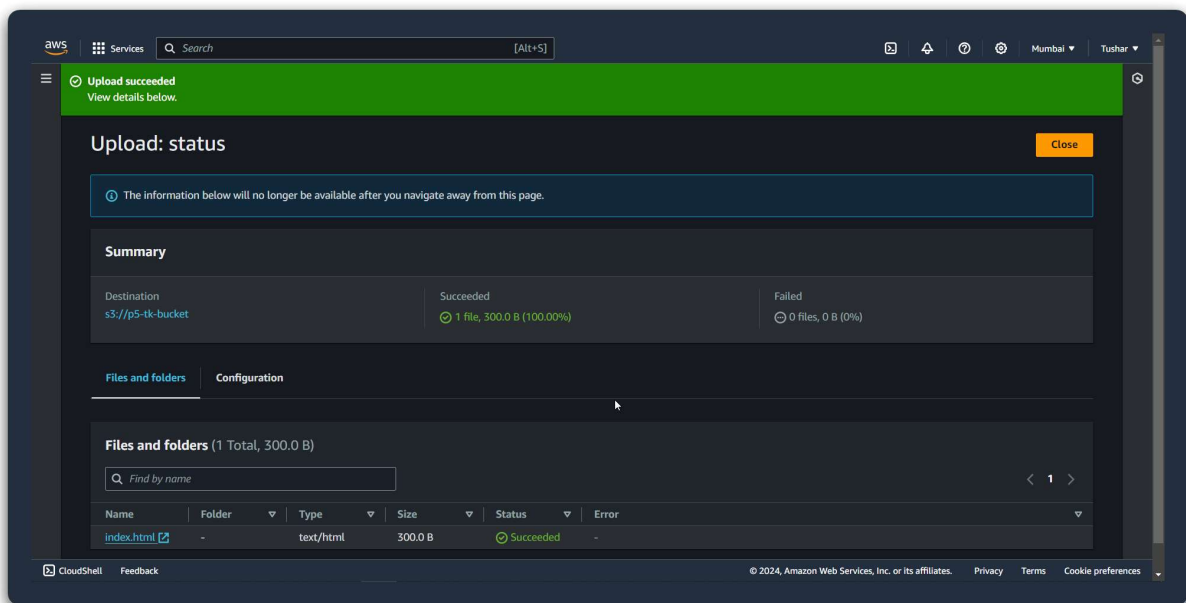 aws Services Search [Alt+S] Mumbai Tushar
Upload succeeded
View details below.
Upload: status Close
The information below will no longer be available after you navigate away from this page.
Summary
Destination Succeeded Failed
s3://p5-tk-bucket 1 file, 300.0 B (100.00%) 0 files, 0 B (0%)
Files and folders Configuration
Files and folders (1 Total, 300.0 B)
Find by name 1
Name Folder Type Size Status Error
index.html - text/html 300.0 B Succeeded -
CloudShell Feedback © 2024, Amazon Web Services, Inc. or its affiliates. Privacy Terms Cookie preferences